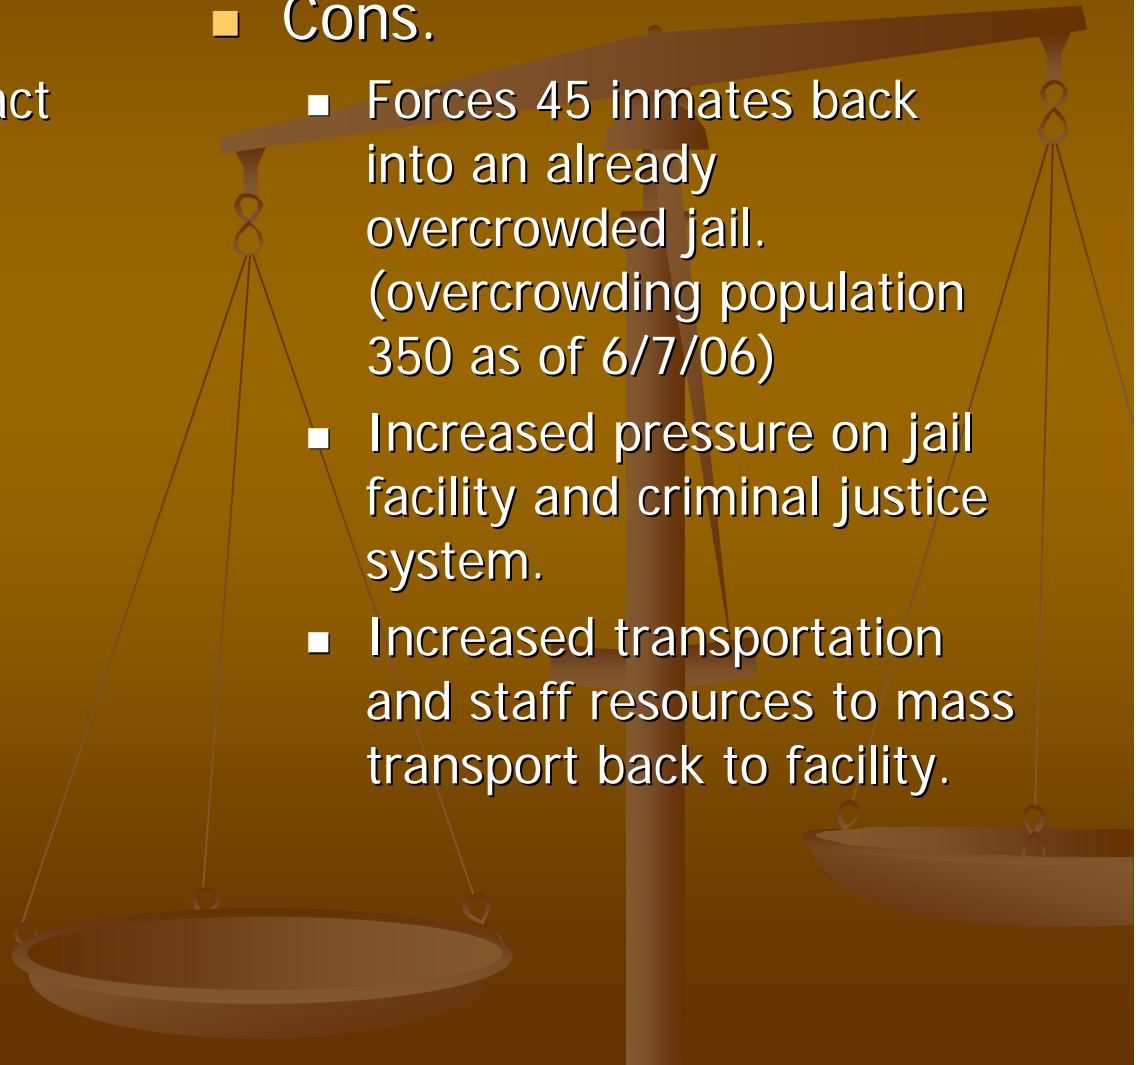 Cons.
Forces 45 inmates back
into an already
overcrowded jail.
(overcrowding population
350 as of 6/7/06)
Increased pressure on jail
facility and criminal justice
system.
Increased transportation
and staff resources to mass
transport back to facility.